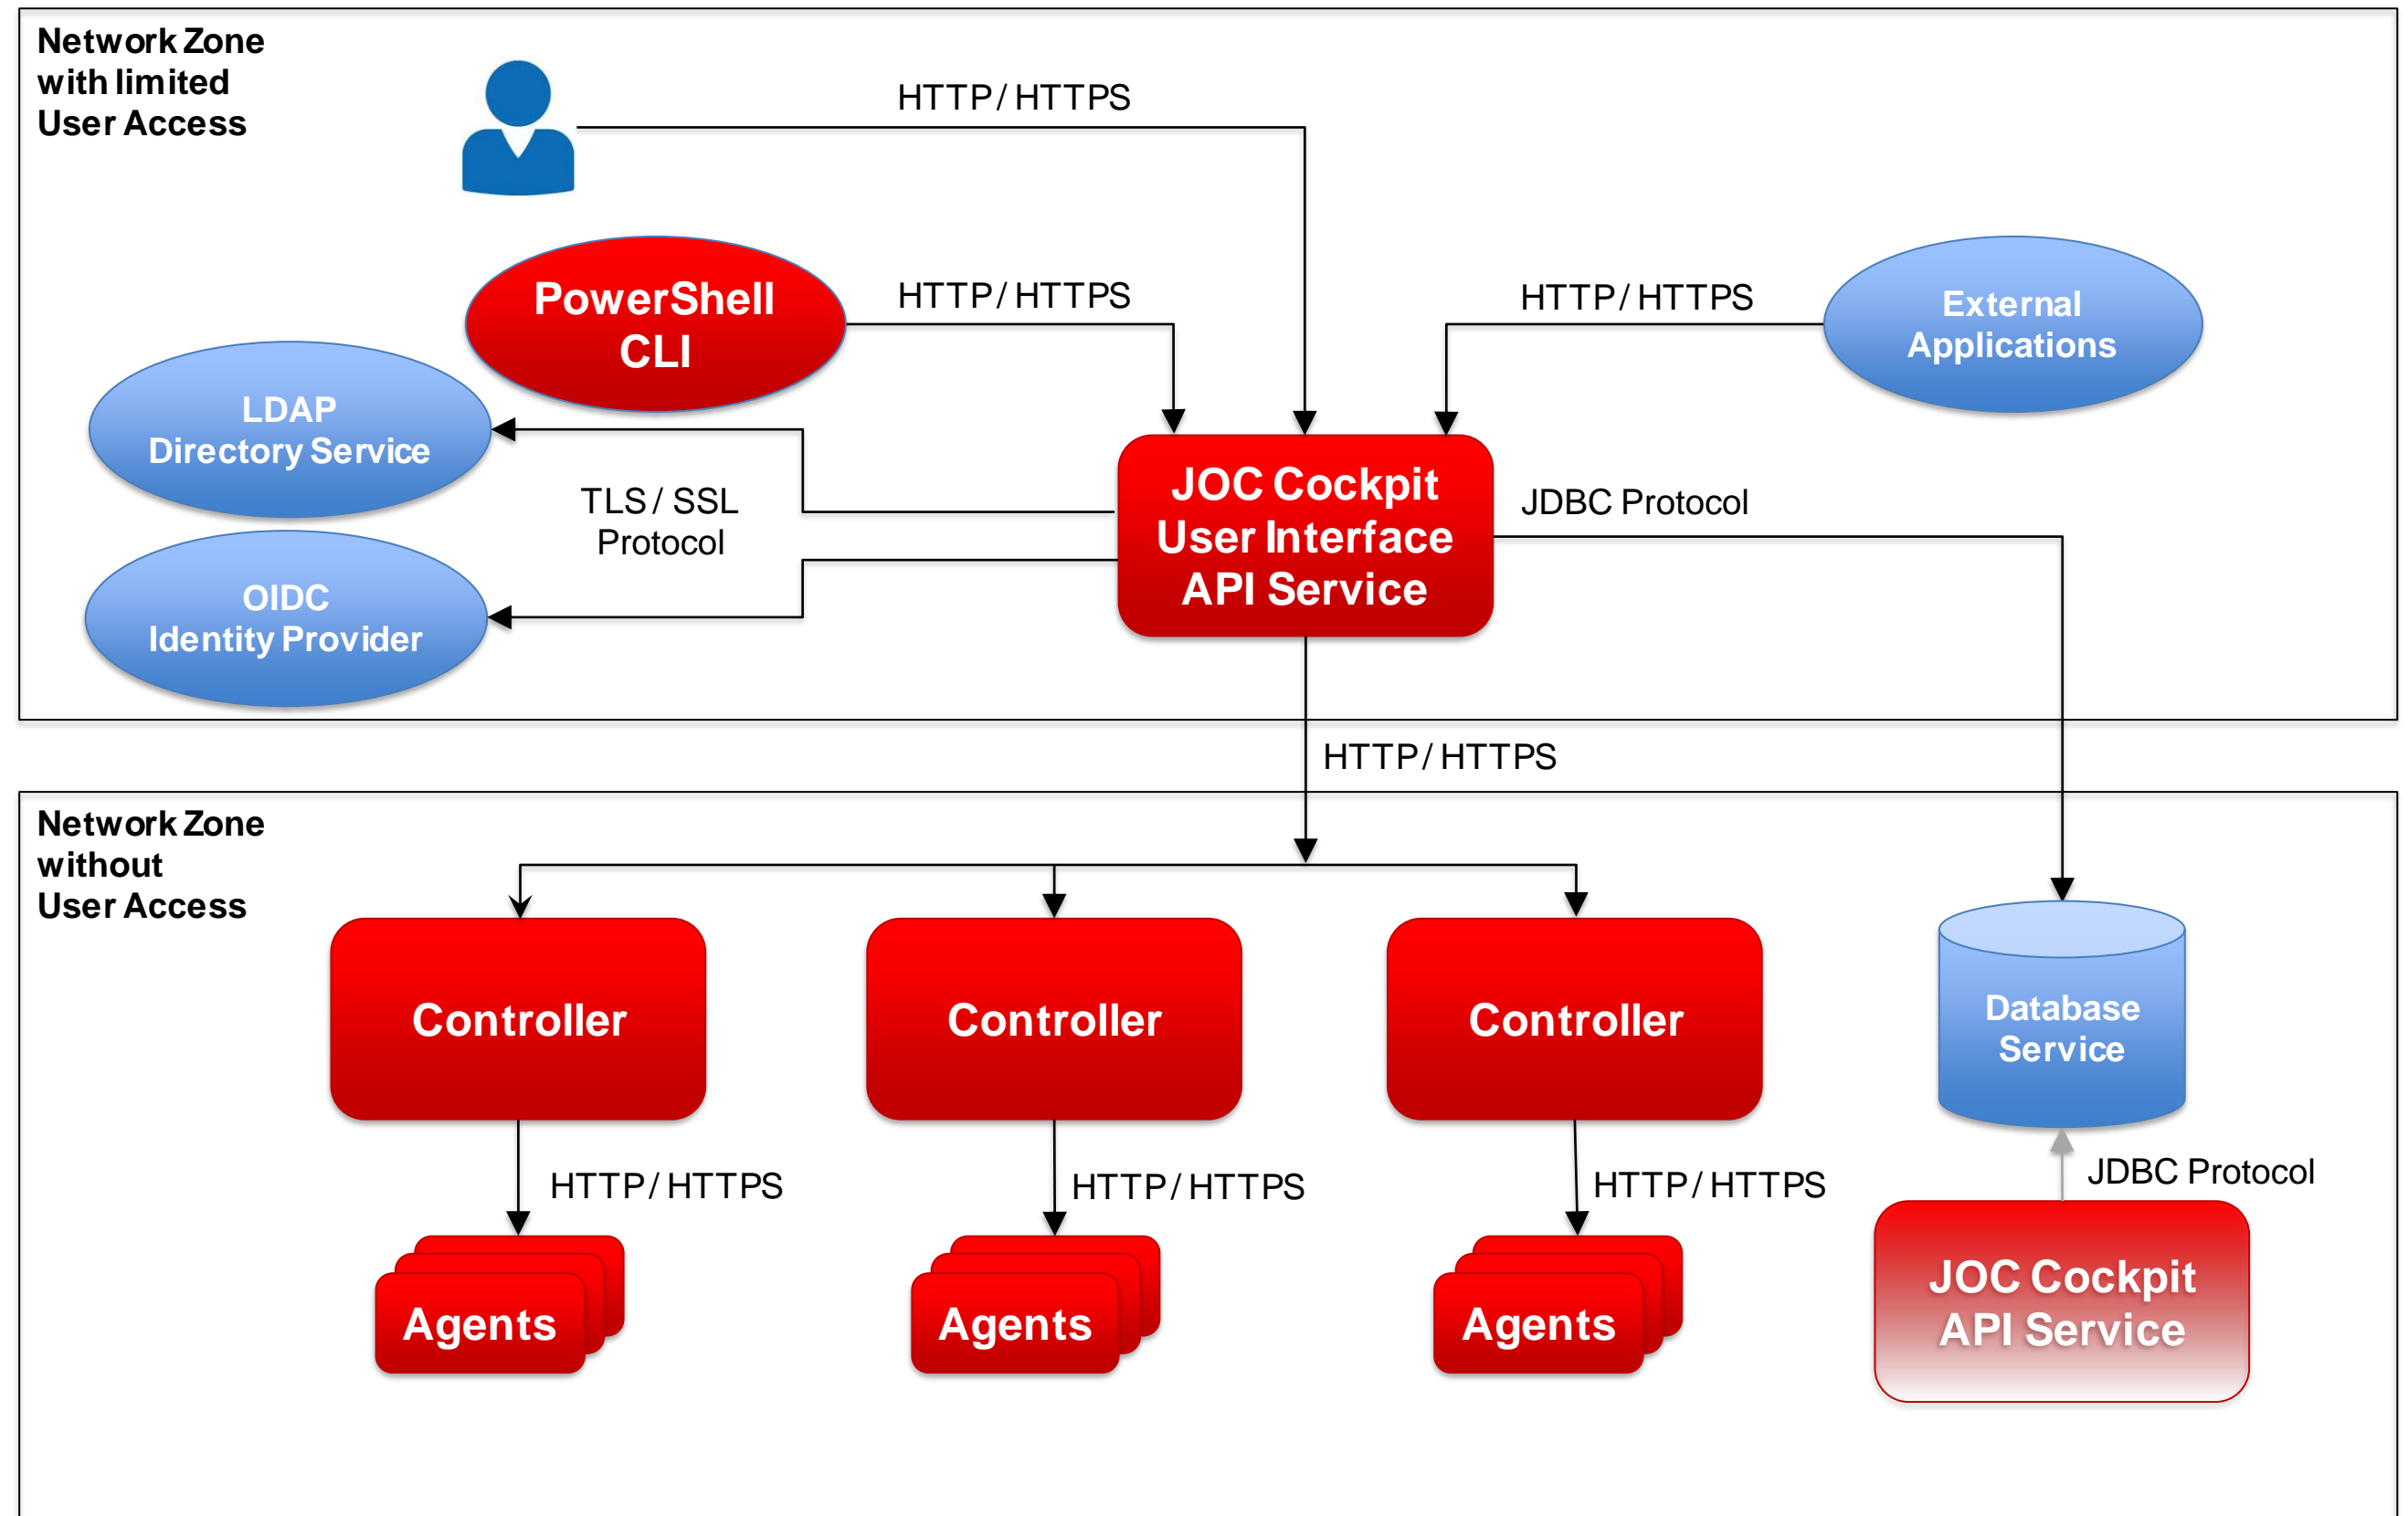 Network Zone
with limited
User Access
HTTP / HTTPS
PowerShell
CLI
HTTP / HTTPS
HTTP / HTTPS
External
Applications
LDAP
Directory Service
TLS / SSL
Protocol
JOC Cockpit
User Interface
API Service
JDBC Protocol
OIDC
Identity Provider
HTTP / HTTPS
Network Zone
without
User Access
Controller
Controller
Controller
Database
Service
HTTP / HTTPS
HTTP / HTTPS
HTTP / HTTPS
JDBC Protocol
Agents
Agents
Agents
JOC Cockpit
API Service